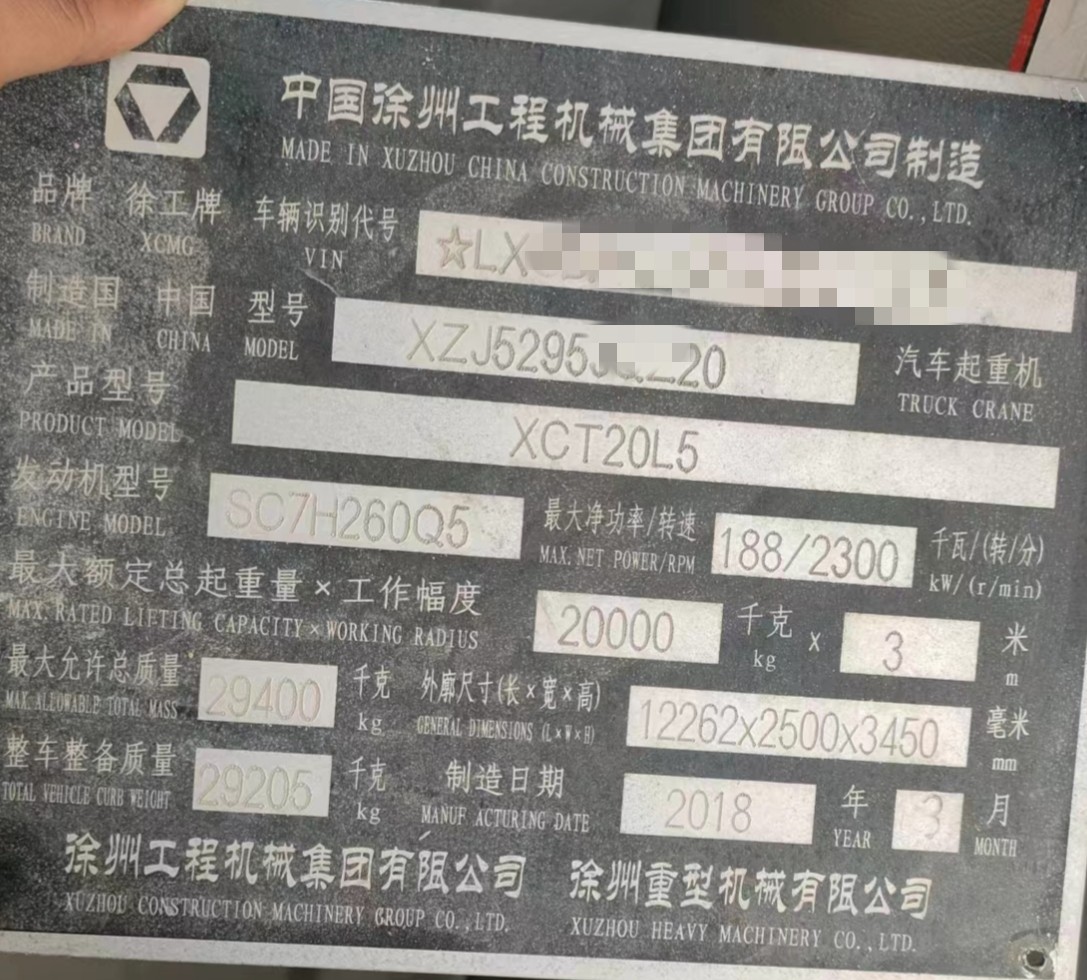 中国徐州工程机械集团有限公司制造
MADE IN XUZHOU CHINA CONSTRUCTION MACHINERY GROUP CO.,LTD.
品牌 徐工牌 车辆识别代号 ☆LX
BRAND XCMG VIN
制造国 中国 型号 XZJ5295 20 汽车起重机
MADE IN CHINA MODEL TRUCK CRANE
产品型号 XCT20L5
PRODUCT MODEL
发动机型号 SC7H260Q5 最大净功率/转速 188/2300 千瓦/(转/分)
ENGINE MODEL MAX. NET POWER/RPM kW/(r/min)
最大额定总起重量×工作幅度 20000 千克 x 3 米
MAX. RATED LIFTING CAPACITY×WORKING RADIUS kg m
最大允许总质量 29400 千克 外廓尺寸(长×宽×高) 12262x2500x3450 毫米
MAX. ALLOWABLE TOTAL MASS kg GENERAL DIMENSIONS (L×W×H) mm
整车整备质量 29205 千克 制造日期 2018 年 3 月
TOTAL VEHICLE CURB WEIGHT kg MANUF ACTURING DATE YEAR MONTH
徐州工程机械集团有限公司 徐州重型机械有限公司
XUZHOU CONSTRUCTION MACHINERY GROUP CO.,LTD. XUZHOU HEAVY MACHINERY CO.,LTD.